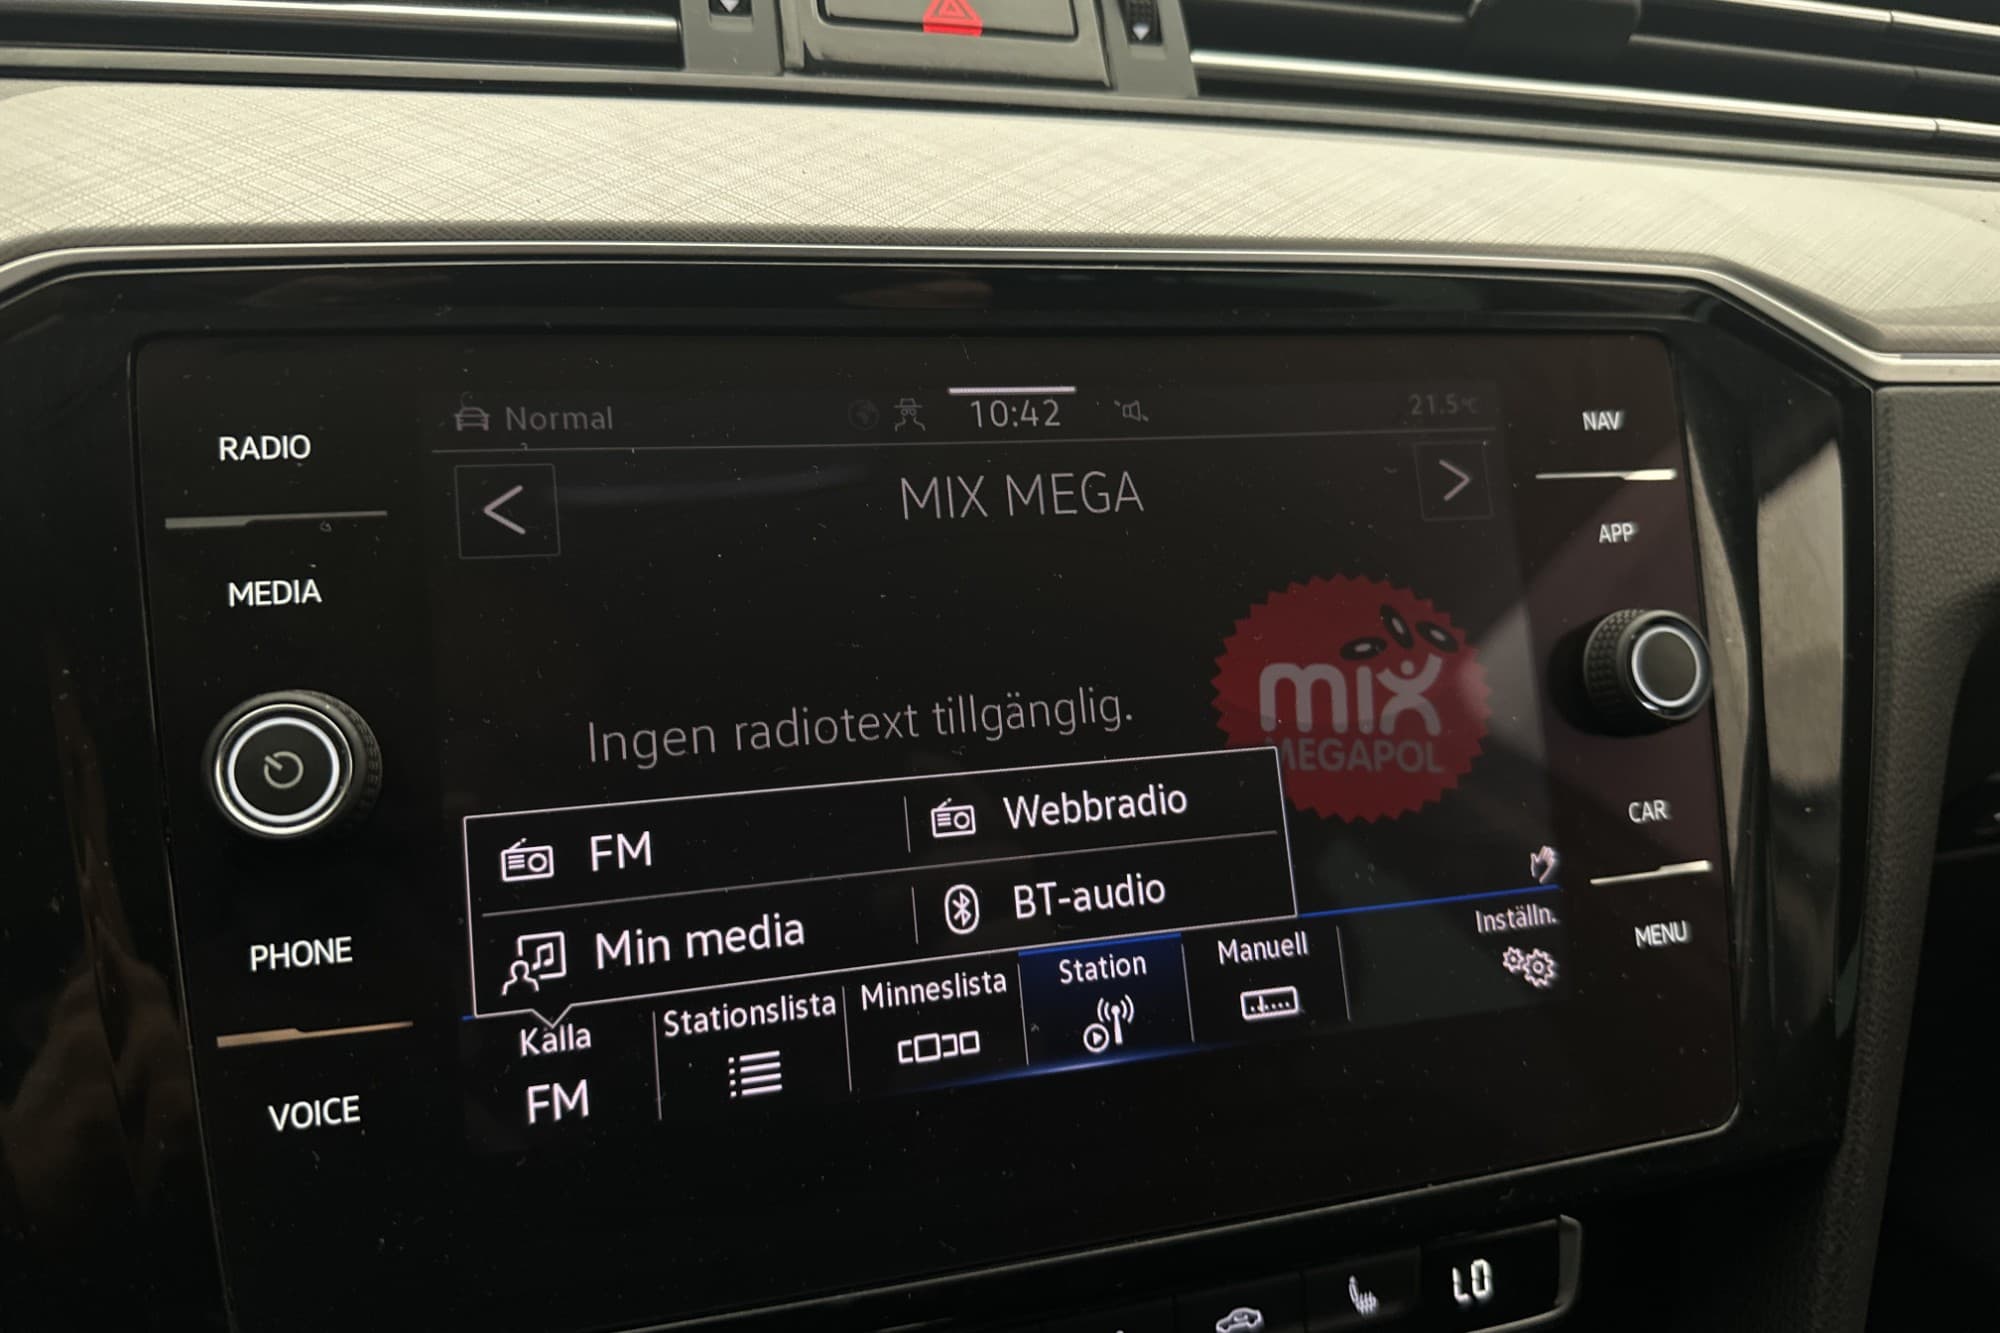 RADIO
MEDIA
PHONE
VOICE
Normal
10:42
21.5°C
MIX MEGA
Ingen radiotext tillgänglig.
mix
MEGAPOL
FM
Webbradio
Min media
BT-audio
Källa
FM
Stationslista
Minneslista
Station
Manuell
Inställn.
NAV
APP
CAR
MENU
LO